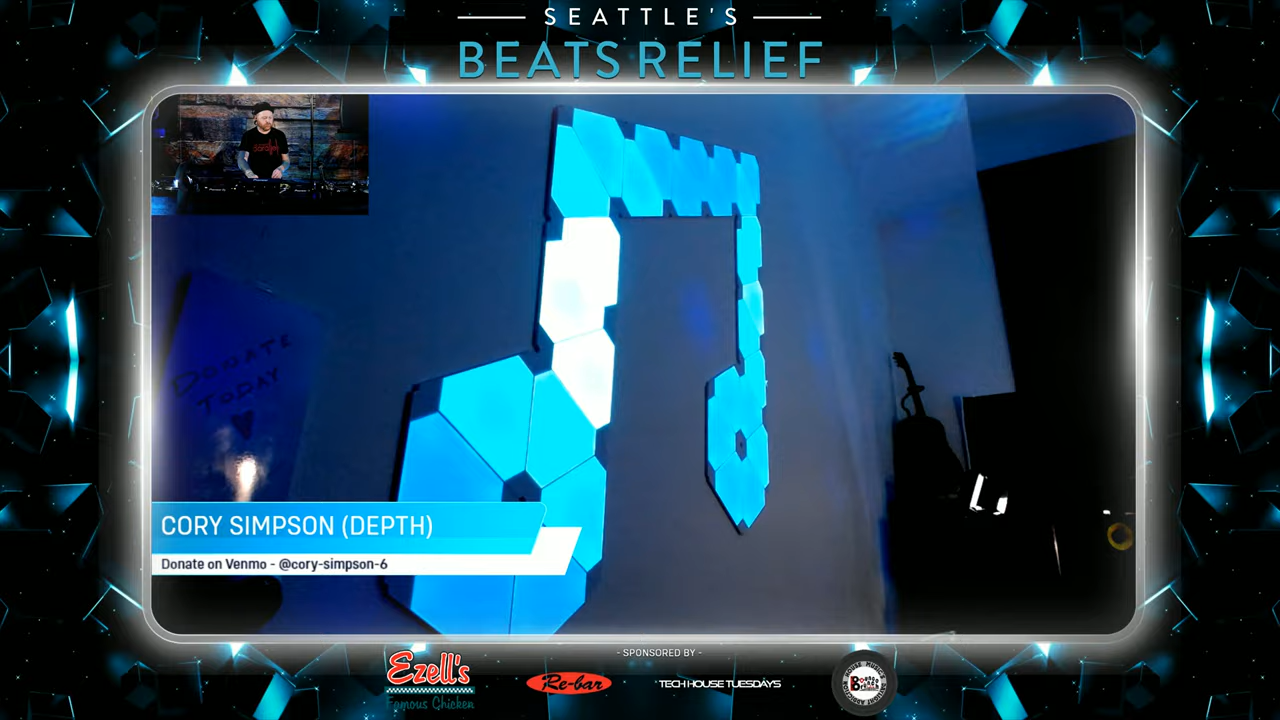 SEATTLE'S
BEATS RELIEF
DONATE
TODAY
CORY SIMPSON (DEPTH)
Donate on Venmo - @cory-simpson-6
- SPONSORED BY -
Ezell's
Famous Chicken
Re-bar
TECH HOUSE TUESDAYS